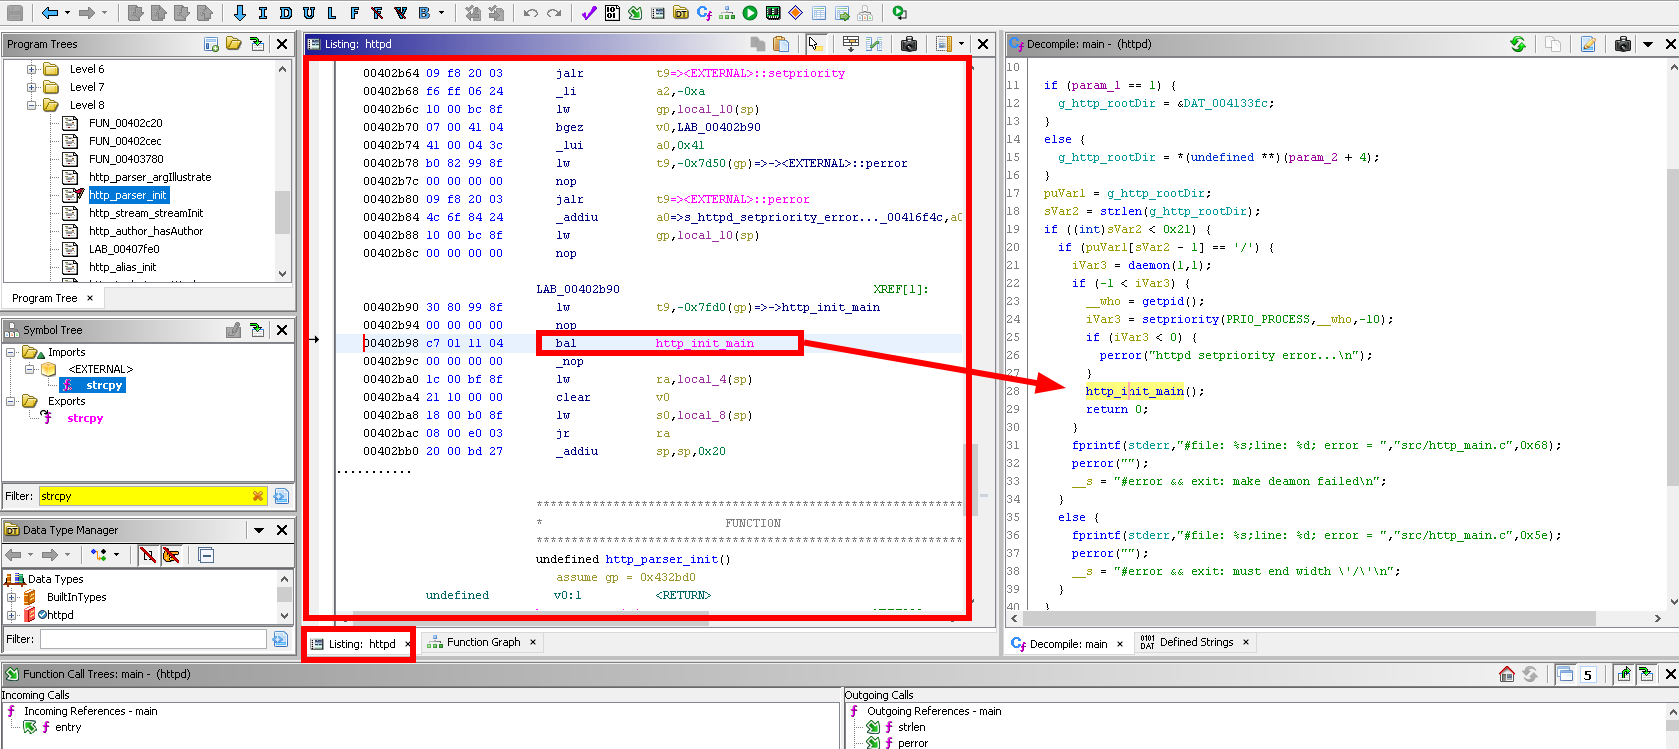 I D U L F F V B
Program Trees
Level 6
Level 7
Level 8
FUN_00402c20
FUN_00402cec
FUN_00403780
http_parser_argIllustrate
http_parser_init
http_stream_streamInit
http_author_hasAuthor
LAB_00407fe0
http_alias_init
Program Tree ×
Symbol Tree
Imports
<EXTERNAL>
f strcpy
Exports
f strcpy
Filter: strcpy
Data Type Manager
Data Types
BuiltInTypes
httpd
Filter:
Listing: httpd
00402b64 09 f8 20 03 jalr t9=><EXTERNAL>::setpriority
00402b68 f6 ff 06 24 _li a2,-0xa
00402b6c 10 00 bc 8f lw gp,local_10(sp)
00402b70 07 00 41 04 bgez v0,LAB_00402b90
00402b74 41 00 04 3c _lui a0,0x41
00402b78 b0 82 99 8f lw t9,-0x7d50(gp)=>-><EXTERNAL>::perror
00402b7c 00 00 00 00 nop
00402b80 09 f8 20 03 jalr t9=><EXTERNAL>::perror
00402b84 4c 6f 84 24 _addiu a0=>s_httpd_setpriority_error..._00416f4c,a0
00402b88 10 00 bc 8f lw gp,local_10(sp)
00402b8c 00 00 00 00 nop
LAB_00402b90 XREF[1]:
00402b90 30 80 99 8f lw t9,-0x7fd0(gp)=>->http_init_main
00402b94 00 00 00 00 nop
00402b98 c7 01 11 04 bal http_init_main
00402b9c 00 00 00 00 _nop
00402ba0 1c 00 bf 8f lw ra,local_4(sp)
00402ba4 21 10 00 00 clear v0
00402ba8 18 00 b0 8f lw s0,local_8(sp)
00402bac 08 00 e0 03 jr ra
00402bb0 20 00 bd 27 _addiu sp,sp,0x20
* FUNCTION
undefined http_parser_init()
assume gp = 0x432bd0
undefined v0:1 <RETURN>
Listing: httpd ×
Function Graph ×
Decompile: main - (httpd)
10
11 if (param_1 == 1) {
12 g_http_rootDir = &DAT_004133fc;
13 }
14 else {
15 g_http_rootDir = *(undefined **)(param_2 + 4);
16 }
17 puVar1 = g_http_rootDir;
18 sVar2 = strlen(g_http_rootDir);
19 if ((int)sVar2 < 0x21) {
20 if (puVar1[sVar2 - 1] == '/') {
21 iVar3 = daemon(1,1);
22 if (-1 < iVar3) {
23 __who = getpid();
24 iVar3 = setpriority(PRIO_PROCESS,__who,-10);
25 if (iVar3 < 0) {
26 perror("httpd setpriority error...\n");
27 }
28 http_init_main();
29 return 0;
30 }
31 fprintf(stderr,"#file: %s;line: %d; error = ","src/http_main.c",0x68);
32 perror("");
33 __s = "#error && exit: make deamon failed\n";
34 }
35 else {
36 fprintf(stderr,"#file: %s;line: %d; error = ","src/http_main.c",0x5e);
37 perror("");
38 __s = "#error && exit: must end width \'/\'\n";
39 }
40 }
Decompile: main ×
Defined Strings ×
Function Call Trees: main - (httpd)
5
Incoming Calls
f Incoming References - main
f entry
Outgoing Calls
f Outgoing References - main
f strlen
f perror